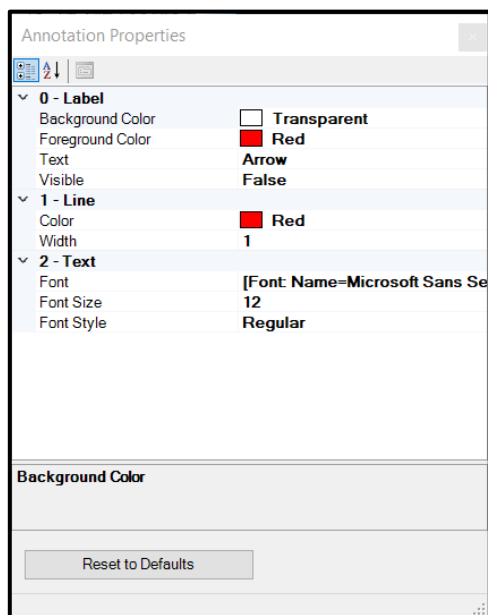 Annotation Properties
0 - Label
Background Color Transparent
Foreground Color Red
Text Arrow
Visible False
1 - Line
Color Red
Width 1
2 - Text
Font [Font: Name=Microsoft Sans Se
Font Size 12
Font Style Regular
Background Color
Reset to Defaults